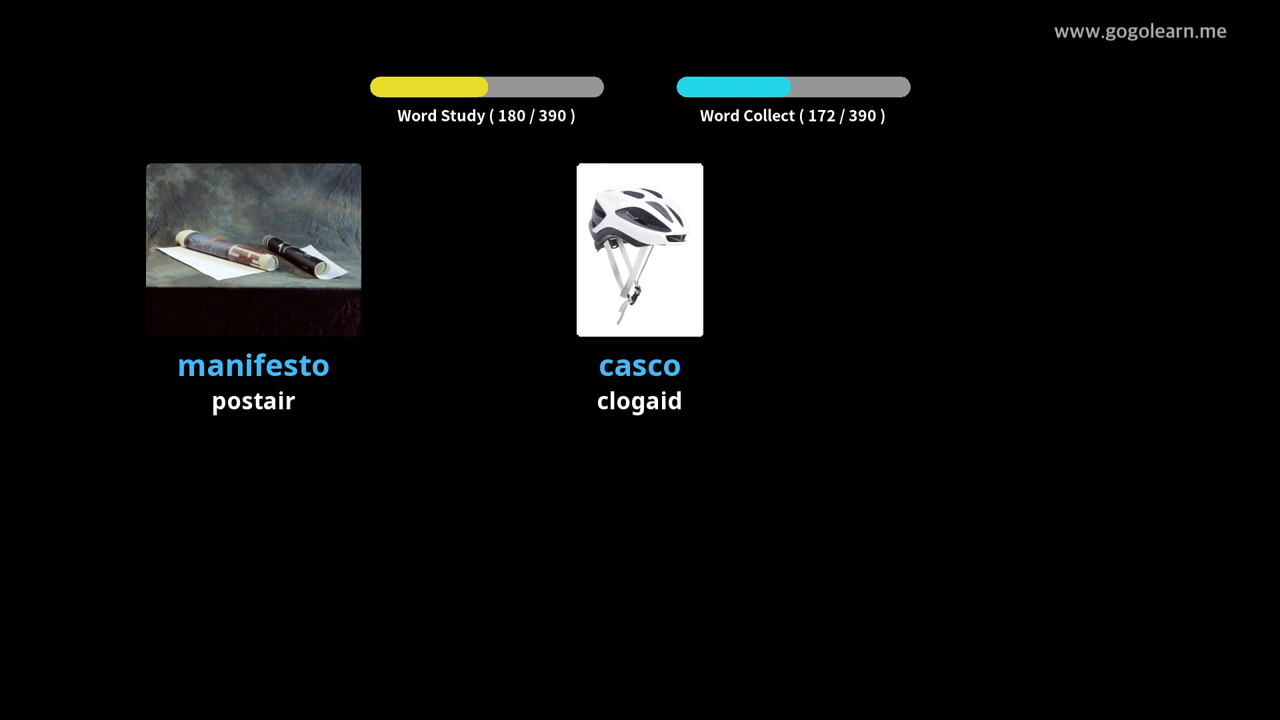 www.gogolearn.me
Word Study ( 180 / 390 )
Word Collect ( 172 / 390 )
manifesto
postair
casco
clogaid